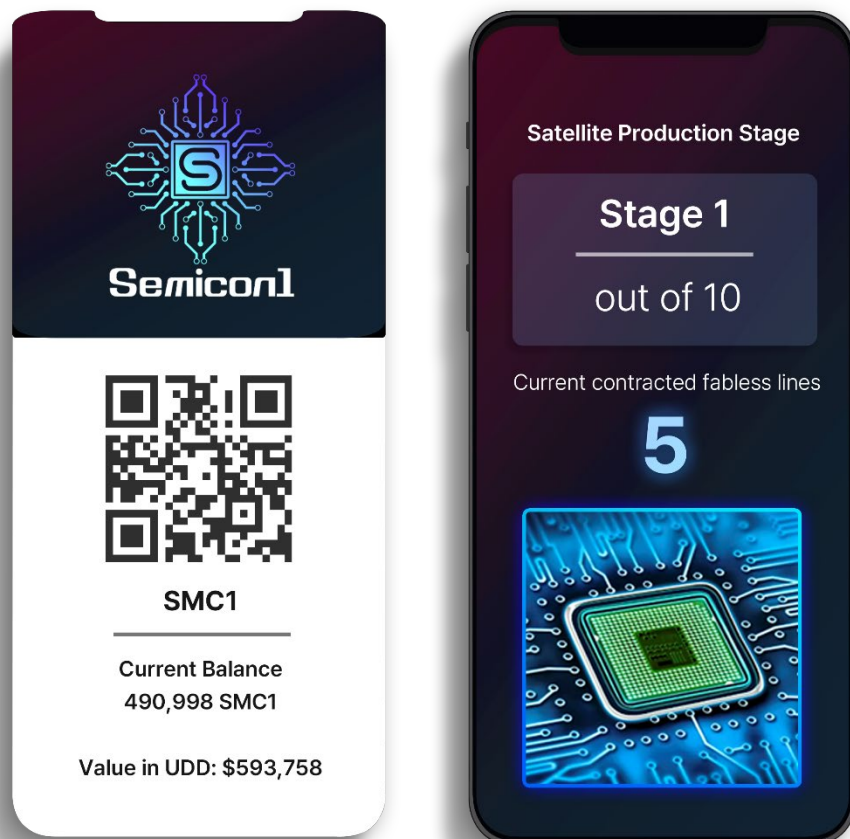 S
Semicon1
SMC1
Current Balance
490,998 SMC1
Value in UDD: $593,758
Satellite Production Stage
Stage 1
out of 10
Current contracted fabless lines
5